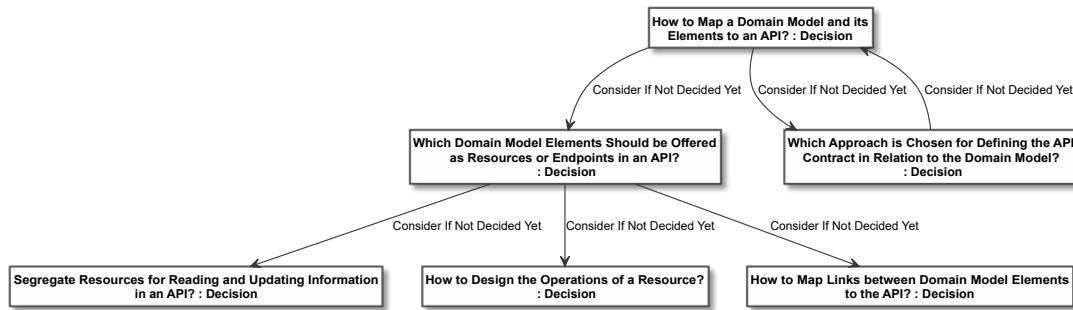 How to Map a Domain Model and its
Elements to an API? : Decision
Consider If Not Decided Yet
Consider If Not Decided Yet
Consider If Not Decided Yet
Which Domain Model Elements Should be Offered
as Resources or Endpoints in an API?
: Decision
Which Approach is Chosen for Defining the API
Contract in Relation to the Domain Model?
: Decision
Consider If Not Decided Yet
Consider If Not Decided Yet
Consider If Not Decided Yet
Segregate Resources for Reading and Updating Information
in an API? : Decision
How to Design the Operations of a Resource?
: Decision
How to Map Links between Domain Model Elements
to the API? : Decision